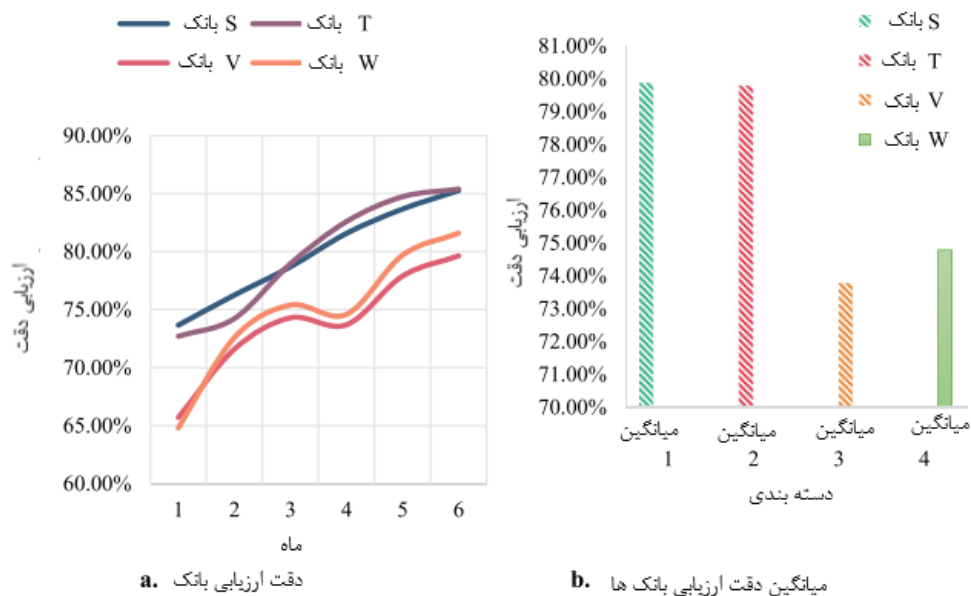 بانک S
بانک T
بانک V
بانک W
90.00%
85.00%
80.00%
75.00%
70.00%
65.00%
60.00%
ارزیابی دقت
1 2 3 4 5 6
ماه
a. دقت ارزیابی بانک
بانک S
بانک T
بانک V
بانک W
81.00%
80.00%
79.00%
78.00%
77.00%
76.00%
75.00%
74.00%
73.00%
72.00%
71.00%
70.00%
ارزیابی دقت
میانگین میانگین میانگین میانگین
1 2 3 4
دسته بندی
b. میانگین دقت ارزیابی بانک ها